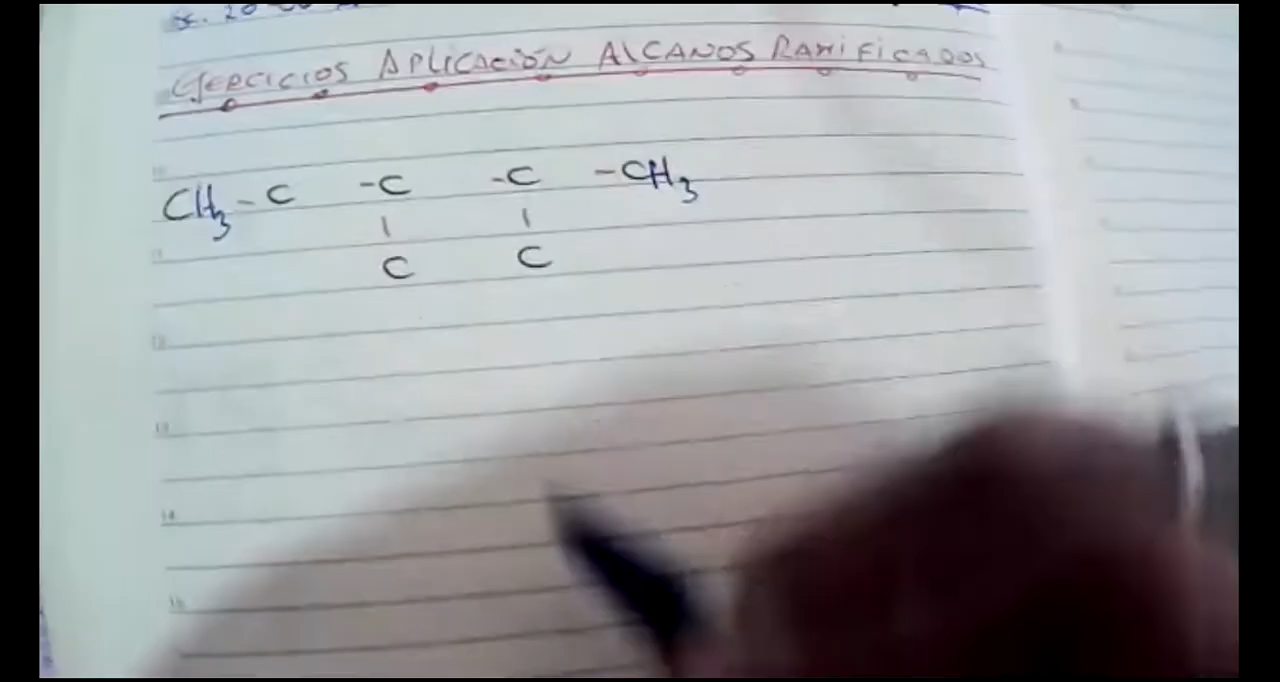 EJERCICIOS APLICACIÓN ALCANOS RAMIFICADOS
CH3 - C - C - C - CH3
C C